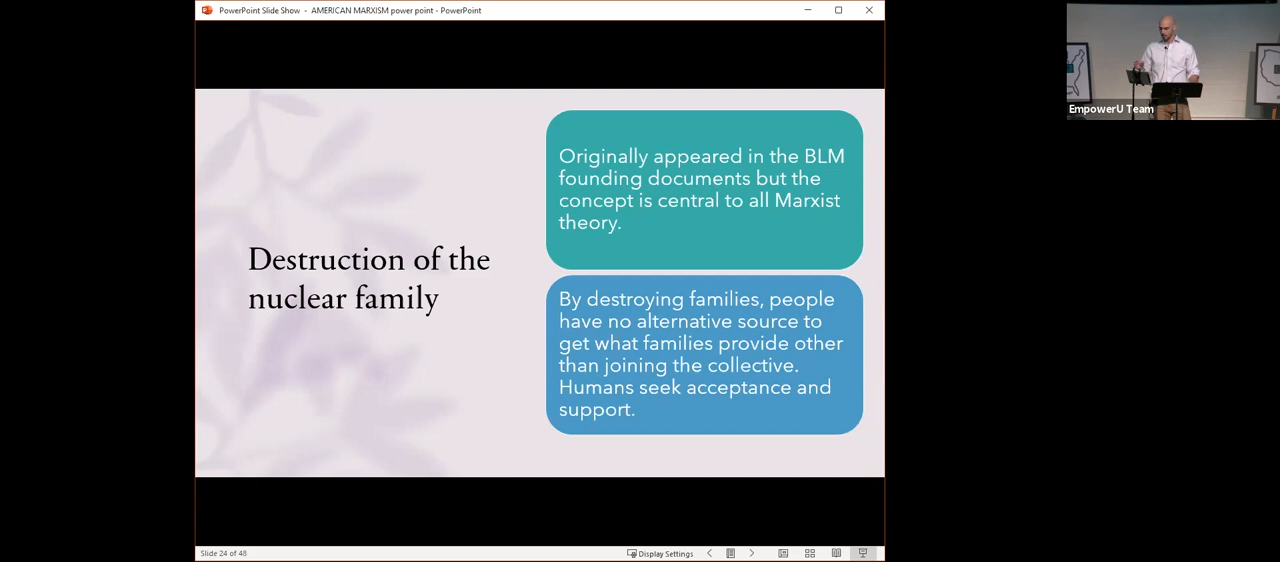 PowerPoint Slide Show - AMERICAN MARXISM power point - PowerPoint
EmpowerU Team
Destruction of the
nuclear family
Originally appeared in the BLM
founding documents but the
concept is central to all Marxist
theory.
By destroying families, people
have no alternative source to
get what families provide other
than joining the collective.
Humans seek acceptance and
support.
Slide 24 of 48
Display Settings